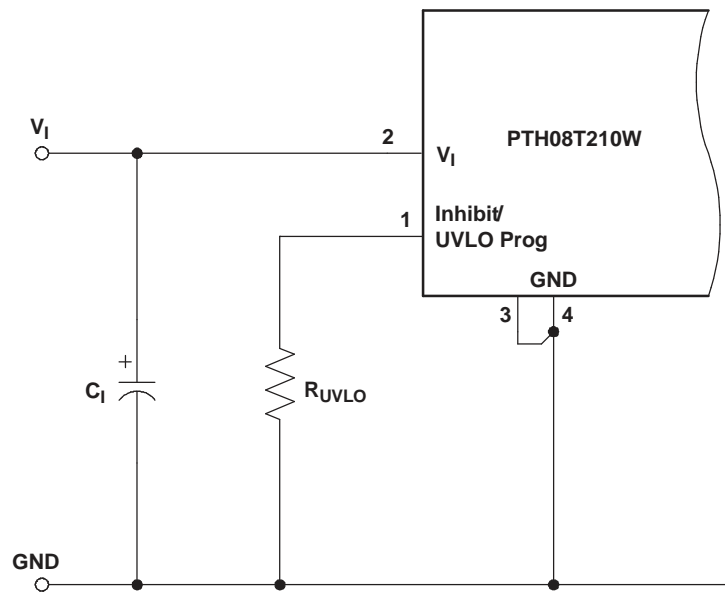 V_I
2
PTH08T210W
V_I
1
Inhibit/
UVLO Prog
GND
3
4
+
C_I
R_UVLO
GND